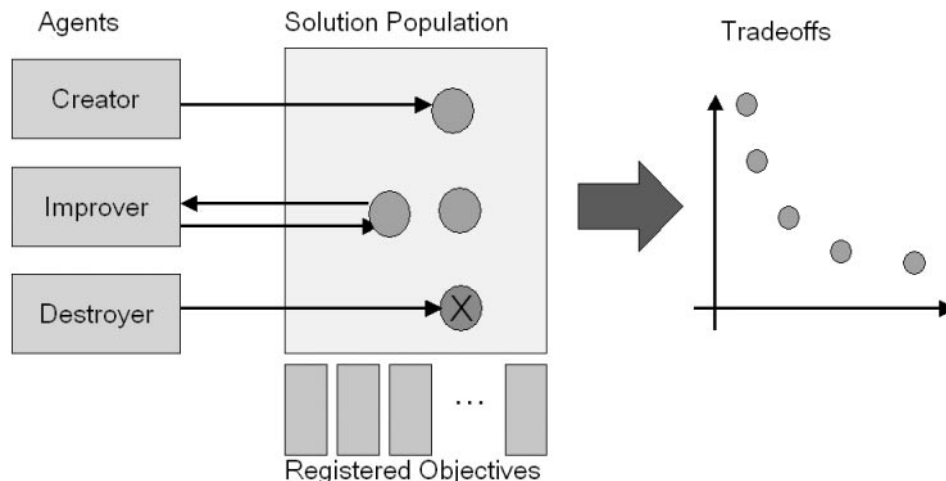 Agents
Solution Population
Tradeoffs
Creator
Improver
Destroyer
X
...
Registered Objectives